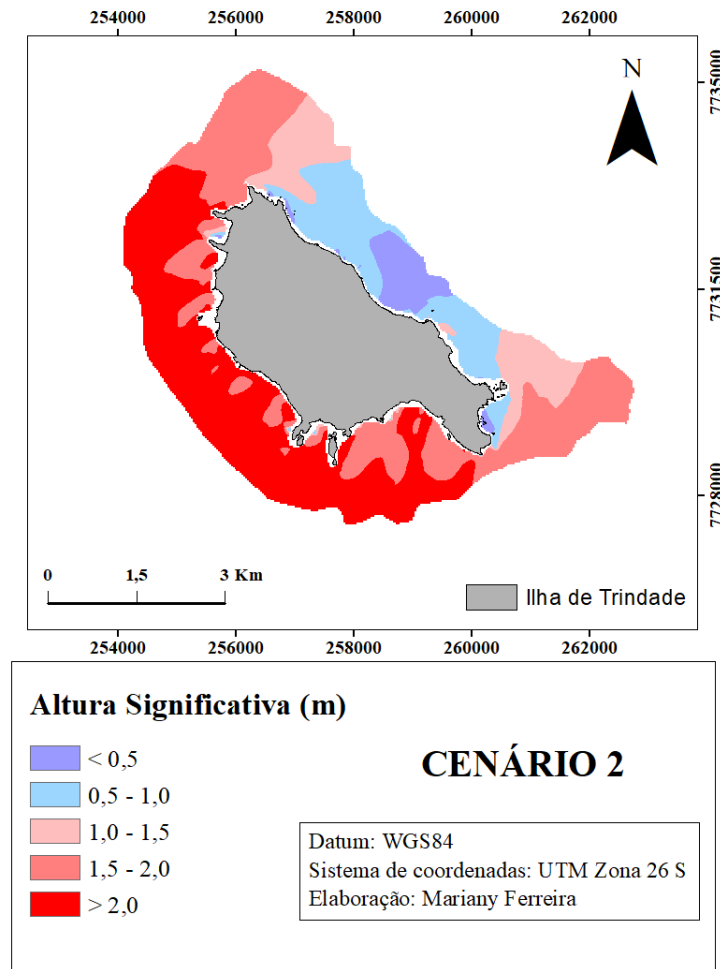 254000 256000 258000 260000 262000
N
7735000
7731500
7728000
0 1,5 3 Km
Ilha de Trindade
254000 256000 258000 260000 262000
Altura Significativa (m)
< 0,5
0,5 - 1,0
1,0 - 1,5
1,5 - 2,0
> 2,0
CENÁRIO 2
Datum: WGS84
Sistema de coordenadas: UTM Zona 26 S
Elaboração: Mariany Ferreira